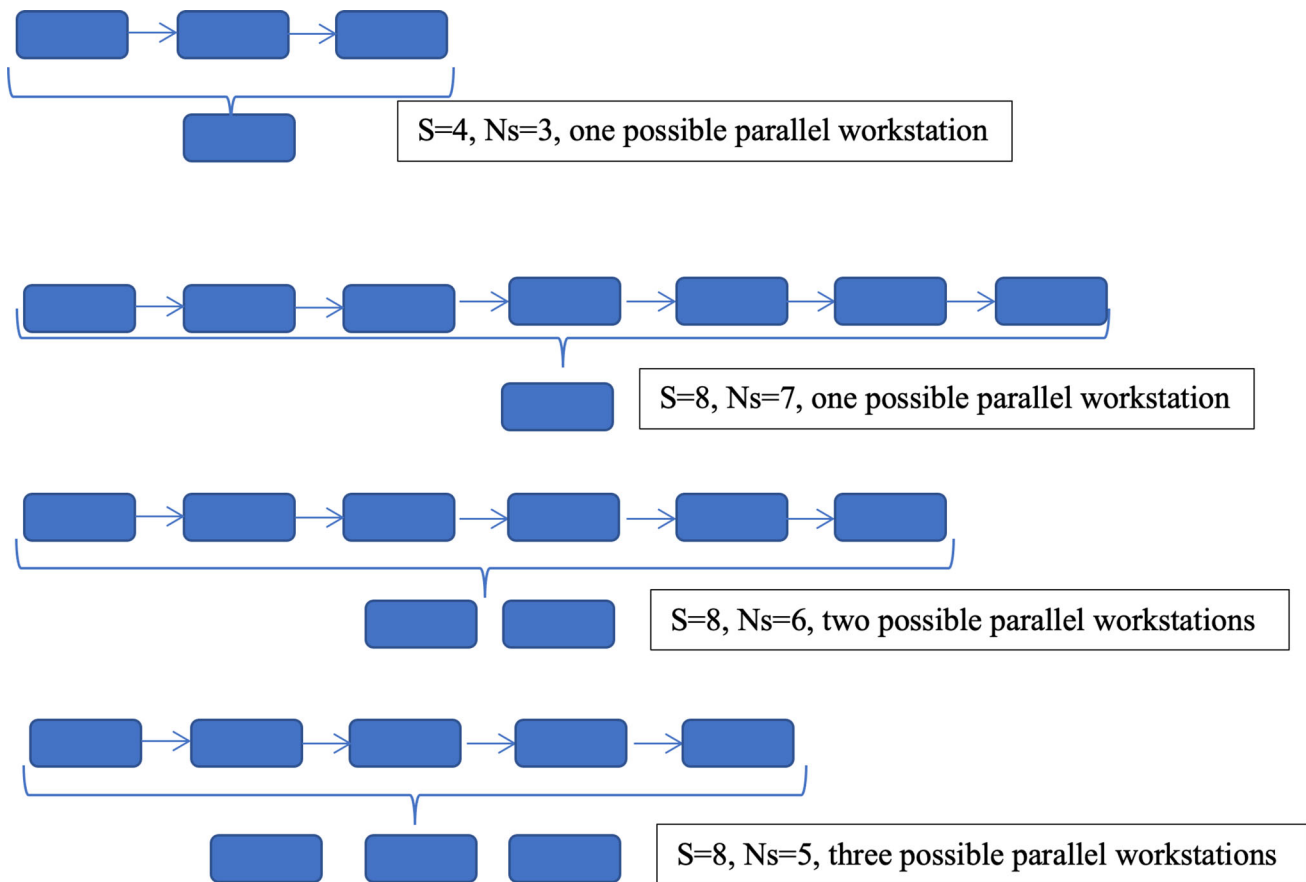 S=4, Ns=3, one possible parallel workstation
S=8, Ns=7, one possible parallel workstation
S=8, Ns=6, two possible parallel workstations
S=8, Ns=5, three possible parallel workstations